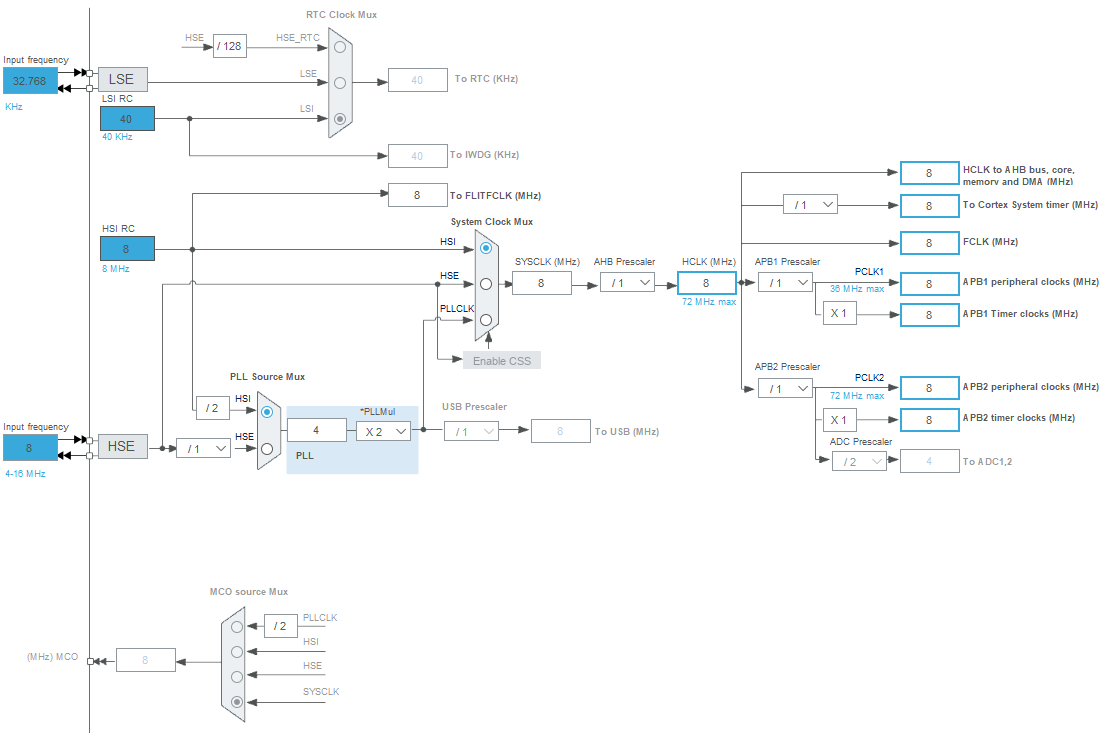 RTC Clock Mux
HSE
/ 128
HSE_RTC
Input frequency
32.768
KHz
LSE
LSE
40
To RTC (KHz)
LSI RC
40
40 KHz
LSI
40
To IWDG (KHz)
8
To FLITFCLK (MHz)
System Clock Mux
HSI RC
8
8 MHz
HSI
HSE
PLLCLK
SYSCLK (MHz)
8
AHB Prescaler
/ 1
HCLK (MHz)
8
72 MHz max
Enable CSS
8
HCLK to AHB bus, core,
memory and DMA (MHz)
/ 1
8
To Cortex System timer (MHz)
8
FCLK (MHz)
APB1 Prescaler
/ 1
PCLK1
36 MHz max
8
APB1 peripheral clocks (MHz)
X 1
8
APB1 Timer clocks (MHz)
APB2 Prescaler
/ 1
PCLK2
72 MHz max
8
APB2 peripheral clocks (MHz)
X 1
8
APB2 timer clocks (MHz)
ADC Prescaler
/ 2
4
To ADC1,2
PLL Source Mux
/ 2
HSI
HSE
Input frequency
8
4-16 MHz
HSE
/ 1
4
*PLLMul
X 2
PLL
USB Prescaler
/ 1
8
To USB (MHz)
MCO source Mux
/ 2
PLLCLK
HSI
HSE
SYSCLK
(MHz) MCO
8